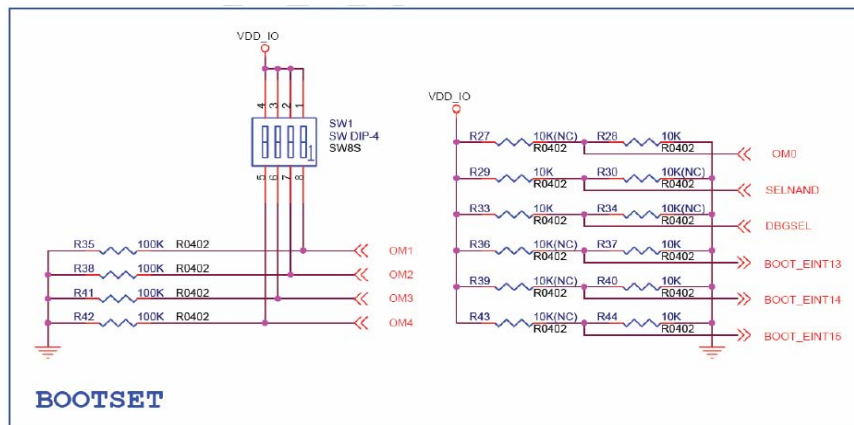 VDD_IO
4 3 2 1
SW1
SW DIP-4
SW8S
1
5 6 7 8
R35 100K R0402 OM1
R38 100K R0402 OM2
R41 100K R0402 OM3
R42 100K R0402 OM4
VDD_IO
R27 10K(NC) R28 10K
R0402 R0402
OM0
R29 10K R30 10K(NC)
R0402 R0402
SELNAND
R33 10K R34 10K(NC)
R0402 R0402
DBGSEL
R36 10K(NC) R37 10K
R0402 R0402
BOOT_EINT13
R39 10K(NC) R40 10K
R0402 R0402
BOOT_EINT14
R43 10K(NC) R44 10K
R0402 R0402
BOOT_EINT15
BOOTSET